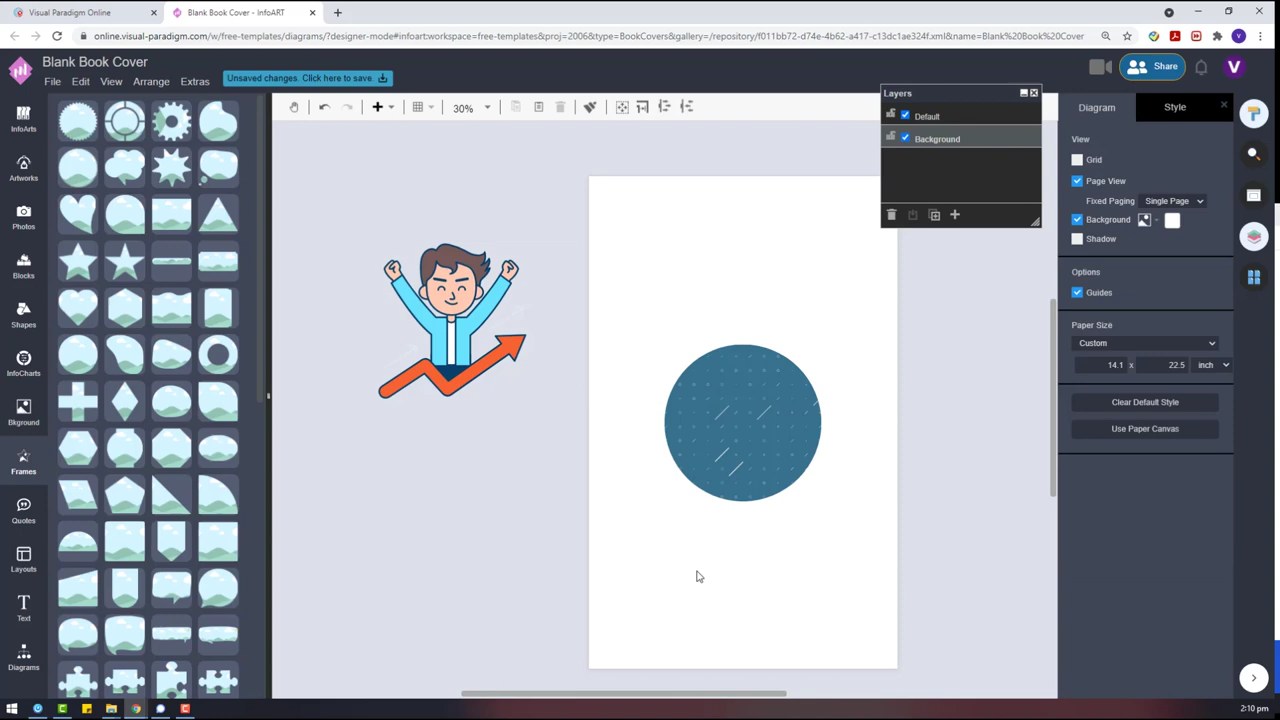 Visual Paradigm Online
Blank Book Cover - InfoART
online.visual-paradigm.com/w/free-templates/diagrams/?designer-mode#infoart:workspace=free-templates&proj=2006&type=BookCovers&gallery=/repository/f011bb72-d74e-4b62-a417-c13dc1ae324f.xml&name=Blank%20Book%20Cover
Blank Book Cover
File Edit View Arrange Extras
Unsaved changes. Click here to save.
Share
V
InfoArts
Artworks
Photos
Blocks
Shapes
InfoCharts
Bkground
Frames
Quotes
Layouts
Text
Diagrams
30%
Layers
Default
Background
Diagram Style
View
Grid
Page View
Fixed Paging Single Page
Background
Shadow
Options
Guides
Paper Size
Custom
14.1 x 22.5 inch
Clear Default Style
Use Paper Canvas
2:10 pm